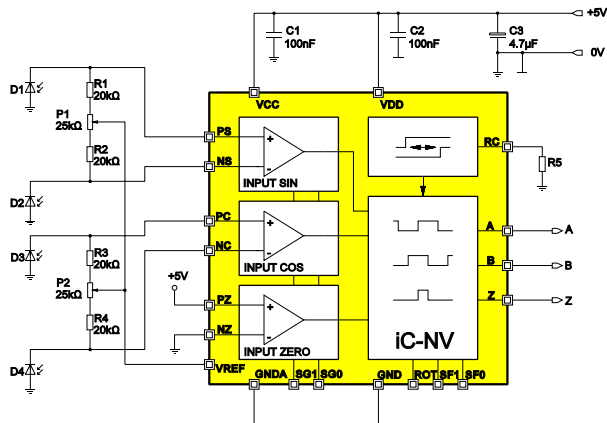 +5V
C1
100nF
C2
100nF
C3
4.7µF
0V
D1
R1
20kΩ
P1
25kΩ
R2
20kΩ
D2
D3
R3
20kΩ
P2
25kΩ
R4
20kΩ
D4
+5V
VCC
VDD
PS
NS
INPUT SIN
PC
NC
INPUT COS
PZ
NZ
INPUT ZERO
VREF
+
-
+
-
+
-
RC
R5
A
A
B
B
Z
Z
iC-NV
GNDA
SG1
SG0
GND
ROT
SF1
SF0